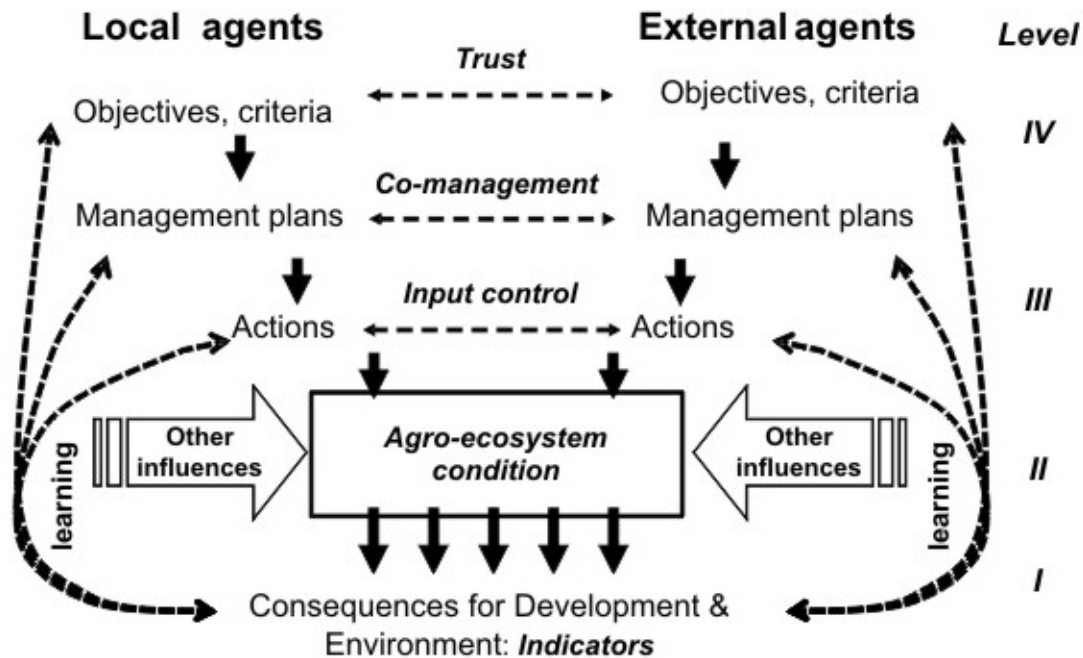 Local agents
External agents
Level
Trust
Objectives, criteria
Objectives, criteria
IV
Co-management
Management plans
Management plans
Input control
III
Actions
Actions
Other
influences
Agro-ecosystem
condition
Other
influences
II
learning
learning
I
Consequences for Development &
Environment: Indicators